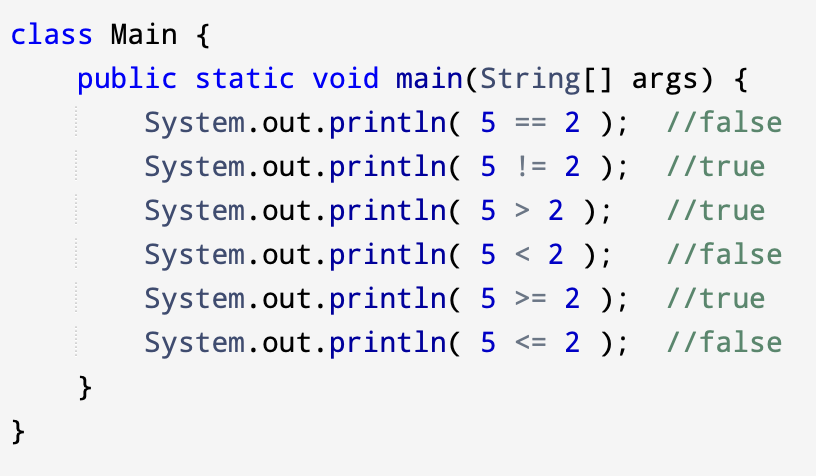 class Main {
    public static void main(String[] args) {
        System.out.println( 5 == 2 );  //false
        System.out.println( 5 != 2 );  //true
        System.out.println( 5 > 2 );   //true
        System.out.println( 5 < 2 );   //false
        System.out.println( 5 >= 2 );  //true
        System.out.println( 5 <= 2 );  //false
    }
}